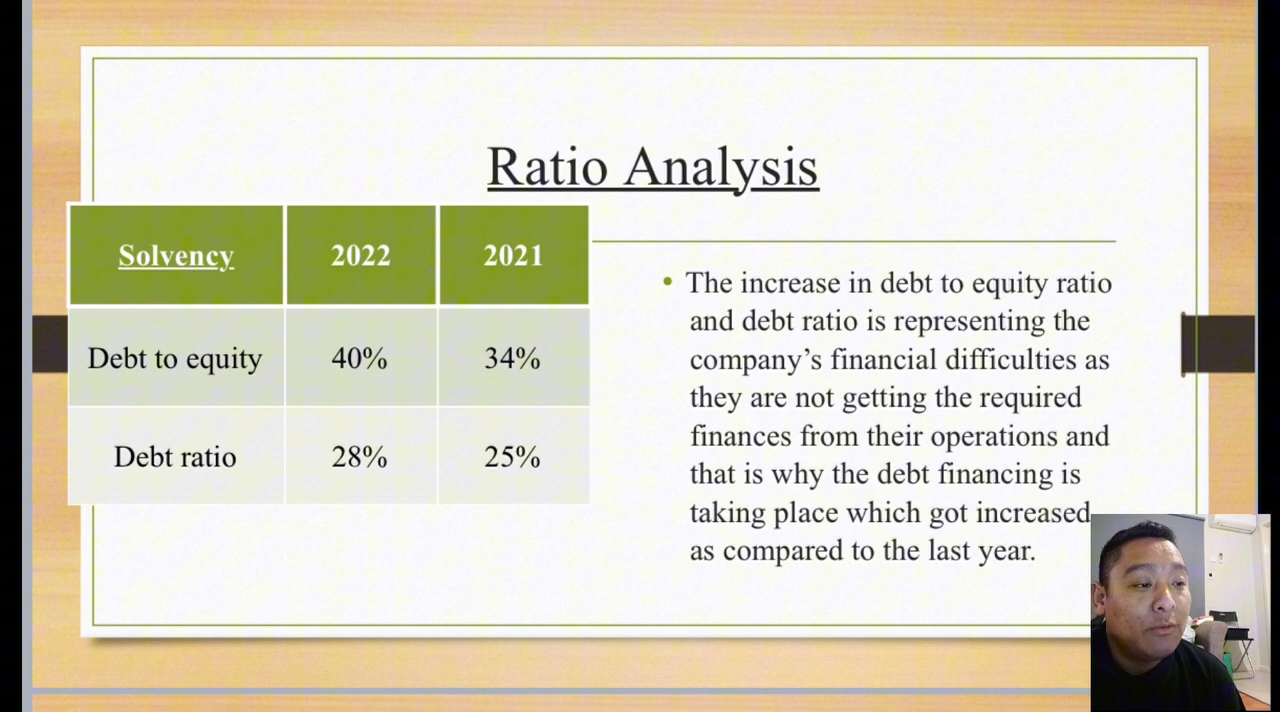 Ratio Analysis
Solvency 2022 2021
Debt to equity 40% 34%
Debt ratio 28% 25%
• The increase in debt to equity ratio
and debt ratio is representing the
company’s financial difficulties as
they are not getting the required
finances from their operations and
that is why the debt financing is
taking place which got increased
as compared to the last year.